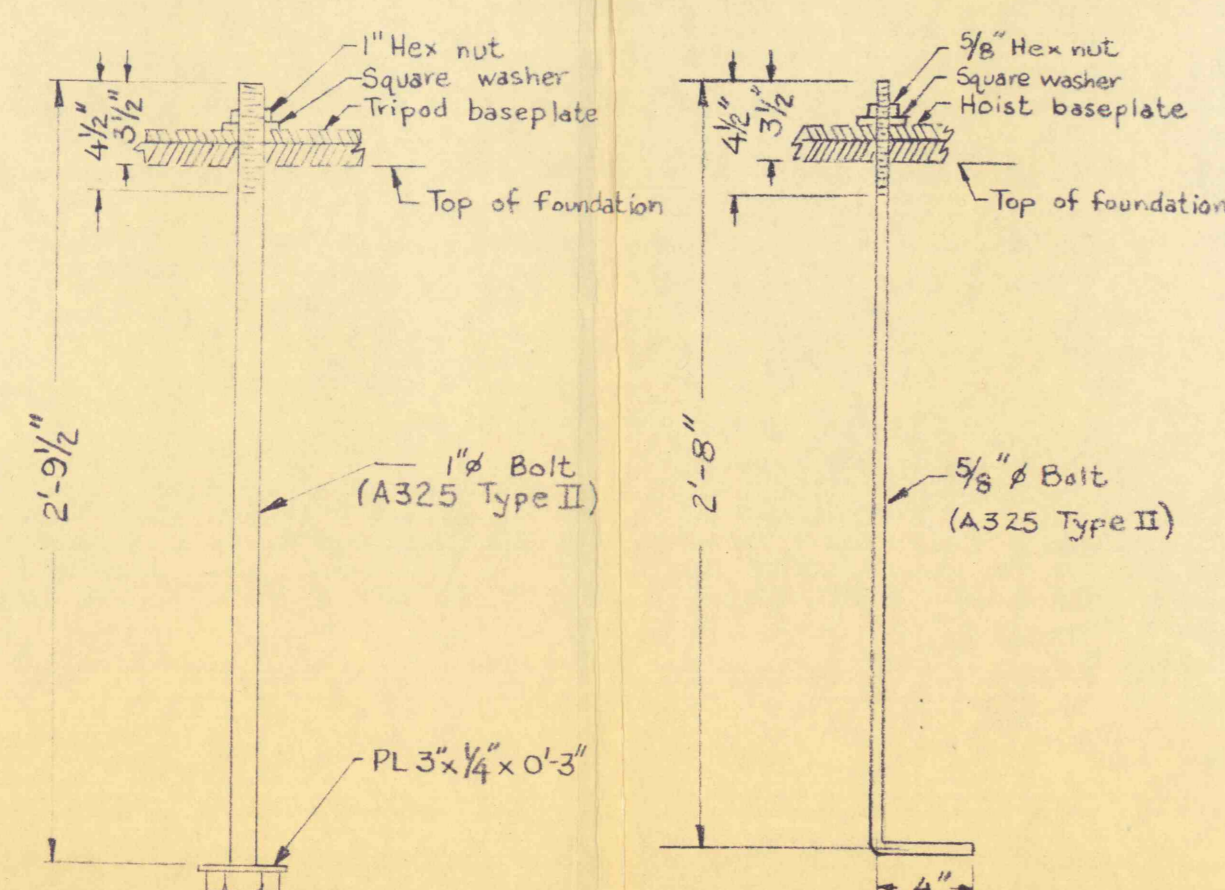 1" Hex nut
Square washer
Tripod baseplate
4½"
3½"
Top of foundation
2'-9½"
1"ø Bolt
(A325 Type II)
PL 3"x¼"x 0'-3"
5/8" Hex nut
Square washer
Hoist baseplate
4½"
3½"
Top of foundation
2'-8"
5/8" ø Bolt
(A325 Type II)
4"